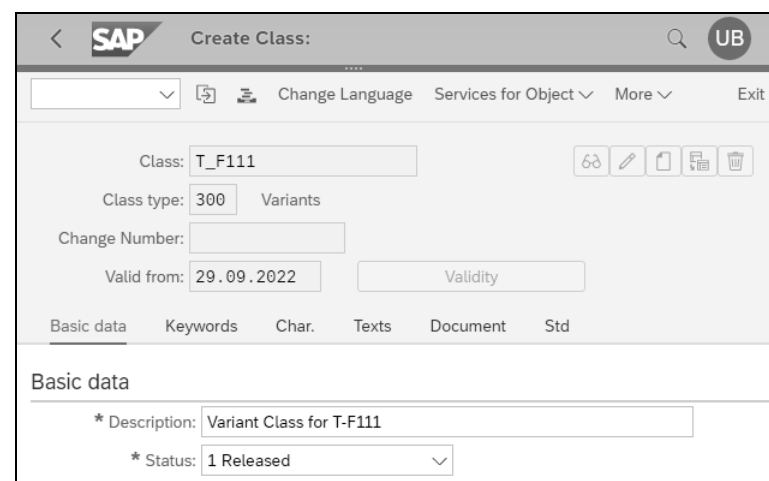 SAP Create Class: UB
Change Language Services for Object More Exit
Class: T_F111
Class type: 300 Variants
Change Number:
Valid from: 29.09.2022 Validity
Basic data Keywords Char. Texts Document Std
Basic data
* Description: Variant Class for T-F111
* Status: 1 Released